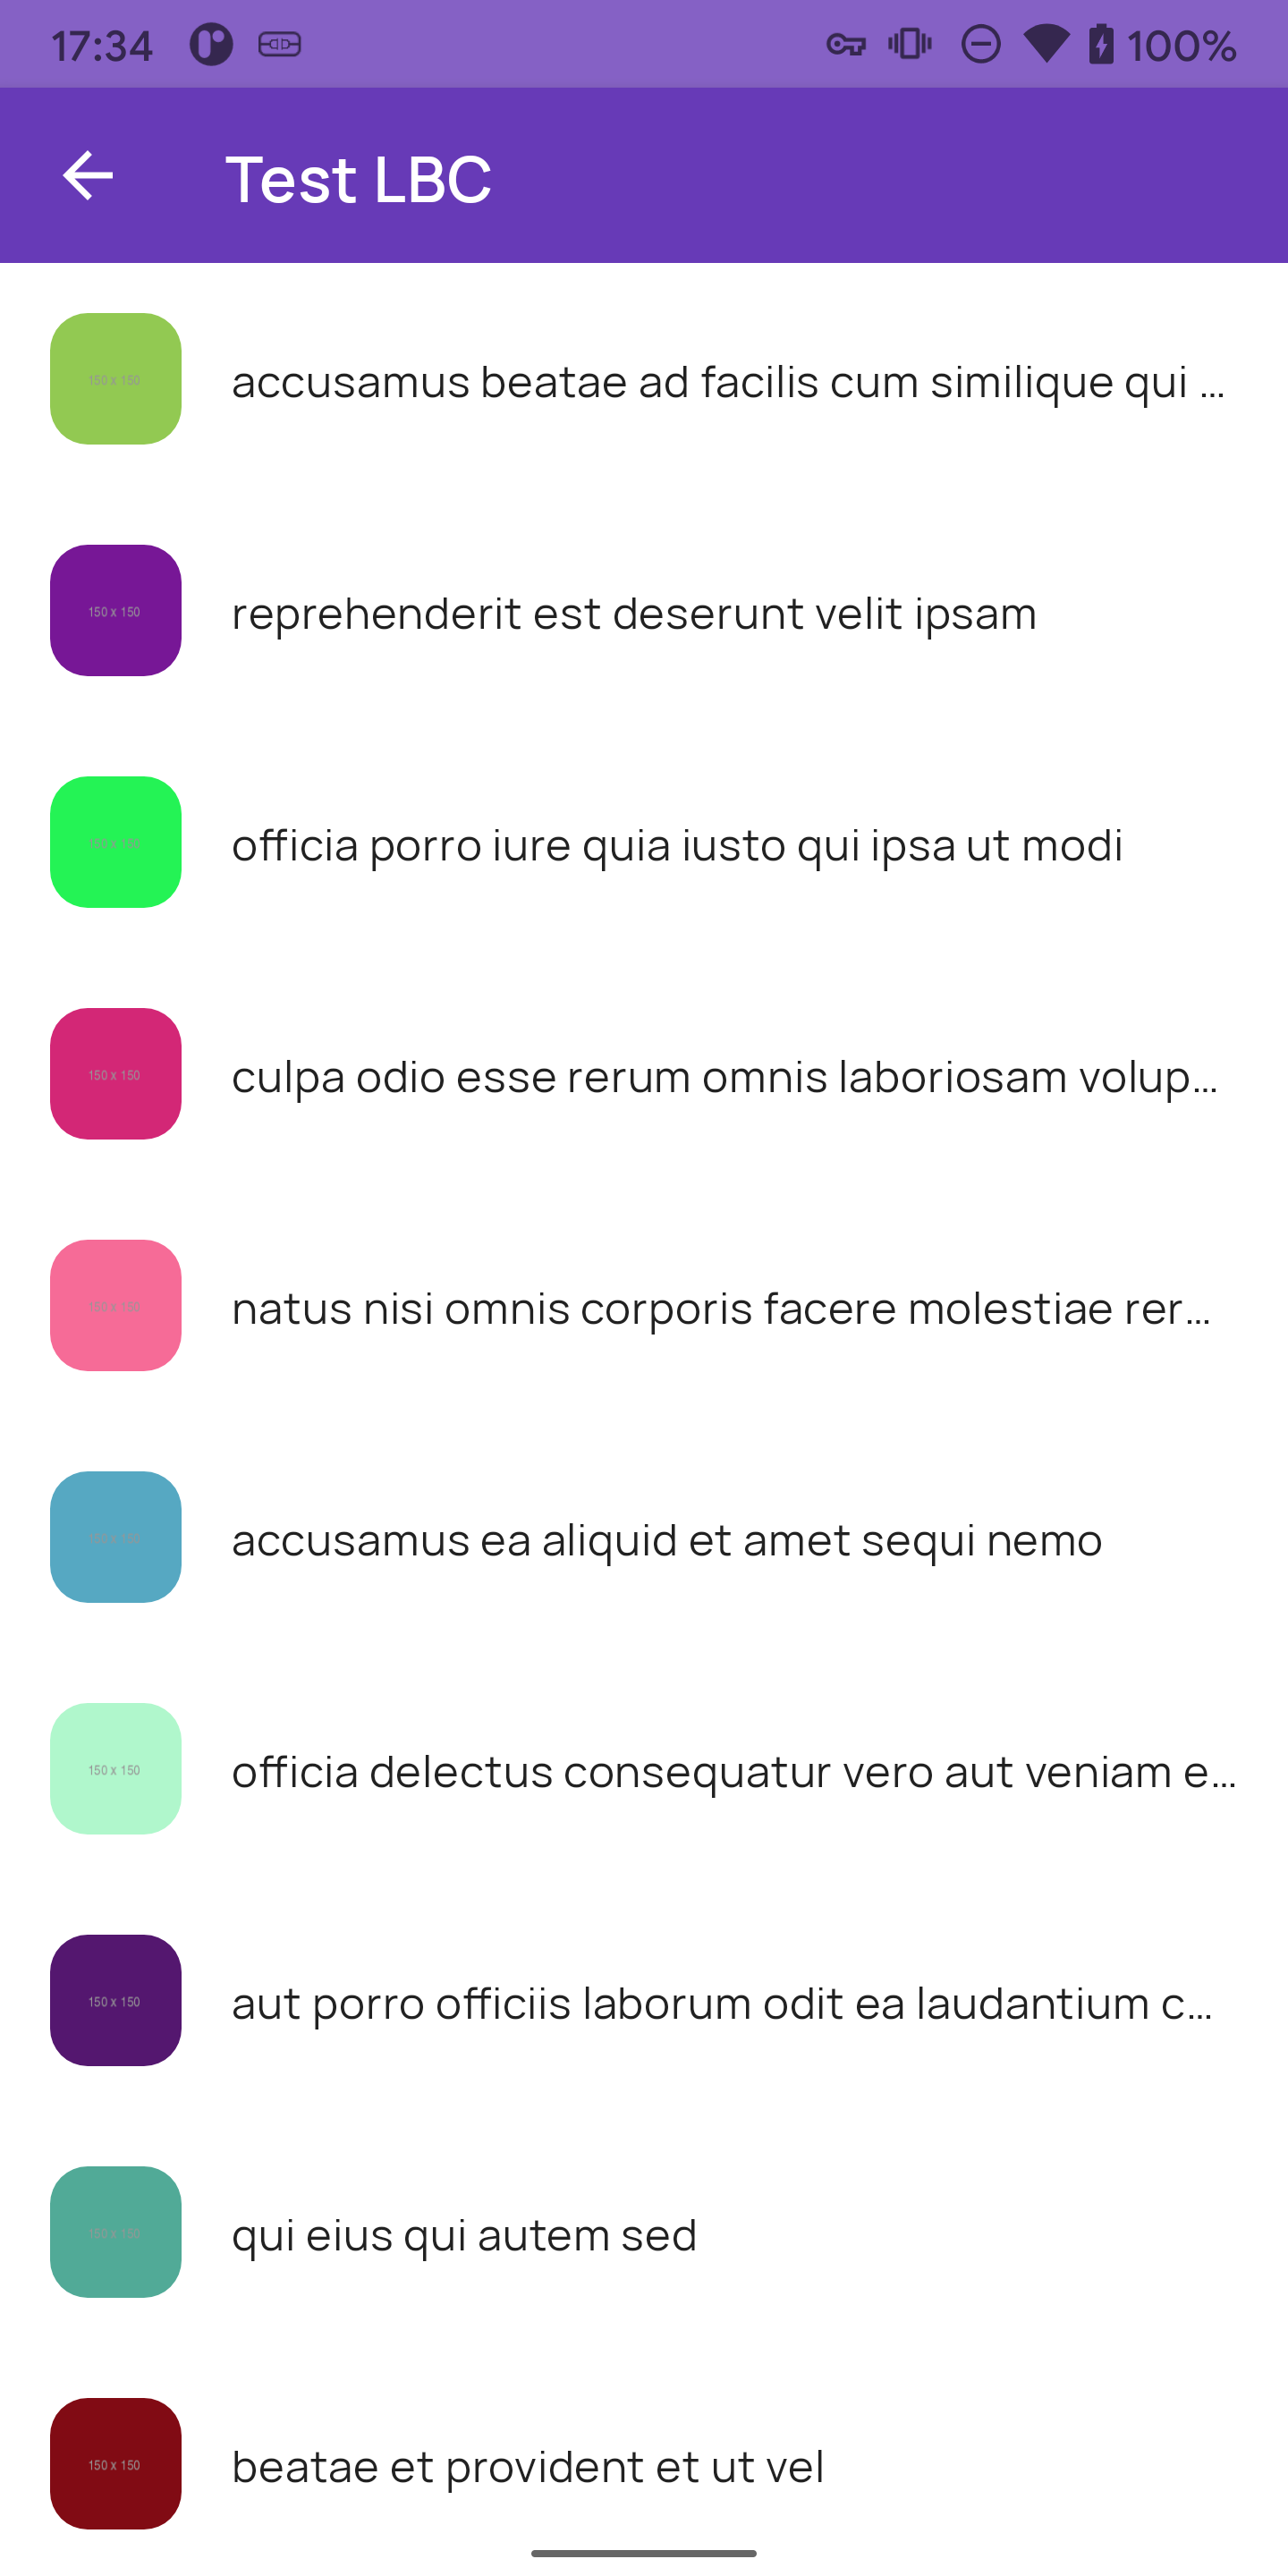 17:34 100%
Test LBC
150 x 150
accusamus beatae ad facilis cum similique qui ...
150 x 150
reprehenderit est deserunt velit ipsam
150 x 150
officia porro iure quia iusto qui ipsa ut modi
150 x 150
culpa odio esse rerum omnis laboriosam volup...
150 x 150
natus nisi omnis corporis facere molestiae rer...
150 x 150
accusamus ea aliquid et amet sequi nemo
150 x 150
officia delectus consequatur vero aut veniam e...
150 x 150
aut porro officiis laborum odit ea laudantium c...
150 x 150
qui eius qui autem sed
150 x 150
beatae et provident et ut vel